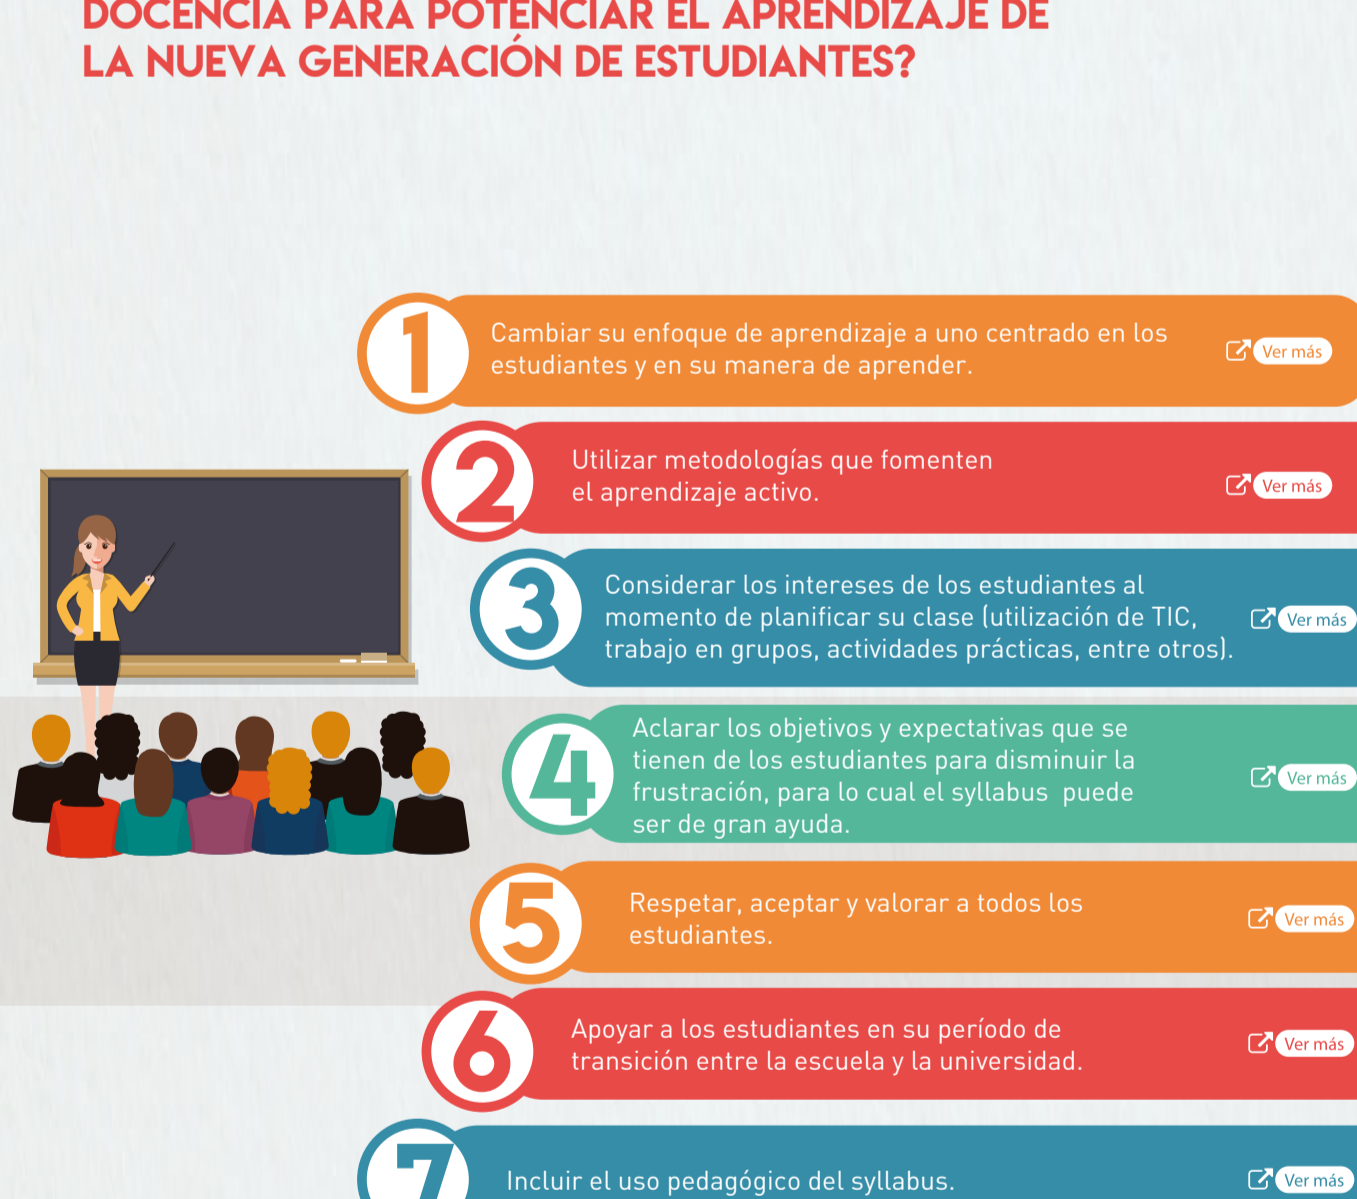 DOCENCIA PARA POTENCIAR EL APRENDIZAJE DE
LA NUEVA GENERACIÓN DE ESTUDIANTES?
1
Cambiar su enfoque de aprendizaje a uno centrado en los
estudiantes y en su manera de aprender.
Ver más
2
Utilizar metodologías que fomenten
el aprendizaje activo.
Ver más
3
Considerar los intereses de los estudiantes al
momento de planificar su clase (utilización de TIC,
trabajo en grupos, actividades prácticas, entre otros).
Ver más
4
Aclarar los objetivos y expectativas que se
tienen de los estudiantes para disminuir la
frustración, para lo cual el syllabus puede
ser de gran ayuda.
Ver más
5
Respetar, aceptar y valorar a todos los
estudiantes.
Ver más
6
Apoyar a los estudiantes en su período de
transición entre la escuela y la universidad.
Ver más
7
Incluir el uso pedagógico del syllabus.
Ver más